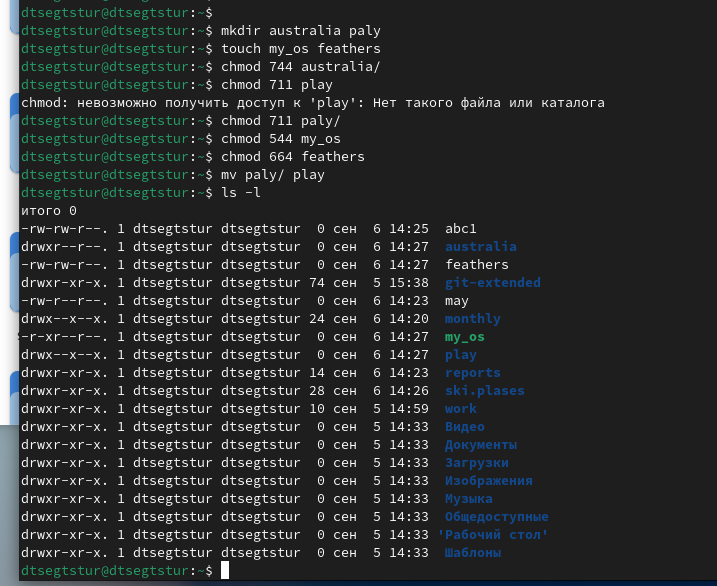 dtsegtstur@dtsegtstur:~$
dtsegtstur@dtsegtstur:~$ mkdir australia paly
dtsegtstur@dtsegtstur:~$ touch my_os feathers
dtsegtstur@dtsegtstur:~$ chmod 744 australia/
dtsegtstur@dtsegtstur:~$ chmod 711 play
chmod: невозможно получить доступ к 'play': Нет такого файла или каталога
dtsegtstur@dtsegtstur:~$ chmod 711 paly/
dtsegtstur@dtsegtstur:~$ chmod 544 my_os
dtsegtstur@dtsegtstur:~$ chmod 664 feathers
dtsegtstur@dtsegtstur:~$ mv paly/ play
dtsegtstur@dtsegtstur:~$ ls -l
итого 0
-rw-rw-r--. 1 dtsegtstur dtsegtstur  0 сен  6 14:25  abc1
drwxr--r--. 1 dtsegtstur dtsegtstur  0 сен  6 14:27  australia
-rw-rw-r--. 1 dtsegtstur dtsegtstur  0 сен  6 14:27  feathers
drwxr-xr-x. 1 dtsegtstur dtsegtstur 74 сен  5 15:38  git-extended
-rw-r--r--. 1 dtsegtstur dtsegtstur  0 сен  6 14:23  may
drwx--x--x. 1 dtsegtstur dtsegtstur 24 сен  6 14:20  monthly
-r-xr--r--. 1 dtsegtstur dtsegtstur  0 сен  6 14:27  my_os
drwx--x--x. 1 dtsegtstur dtsegtstur  0 сен  6 14:27  play
drwxr-xr-x. 1 dtsegtstur dtsegtstur 14 сен  6 14:23  reports
drwxr-xr-x. 1 dtsegtstur dtsegtstur 28 сен  6 14:26  ski.plases
drwxr-xr-x. 1 dtsegtstur dtsegtstur 10 сен  5 14:59  work
drwxr-xr-x. 1 dtsegtstur dtsegtstur  0 сен  5 14:33  Видео
drwxr-xr-x. 1 dtsegtstur dtsegtstur  0 сен  5 14:33  Документы
drwxr-xr-x. 1 dtsegtstur dtsegtstur  0 сен  5 14:33  Загрузки
drwxr-xr-x. 1 dtsegtstur dtsegtstur  0 сен  5 14:33  Изображения
drwxr-xr-x. 1 dtsegtstur dtsegtstur  0 сен  5 14:33  Музыка
drwxr-xr-x. 1 dtsegtstur dtsegtstur  0 сен  5 14:33  Общедоступные
drwxr-xr-x. 1 dtsegtstur dtsegtstur  0 сен  5 14:33 'Рабочий стол'
drwxr-xr-x. 1 dtsegtstur dtsegtstur  0 сен  5 14:33  Шаблоны
dtsegtstur@dtsegtstur:~$